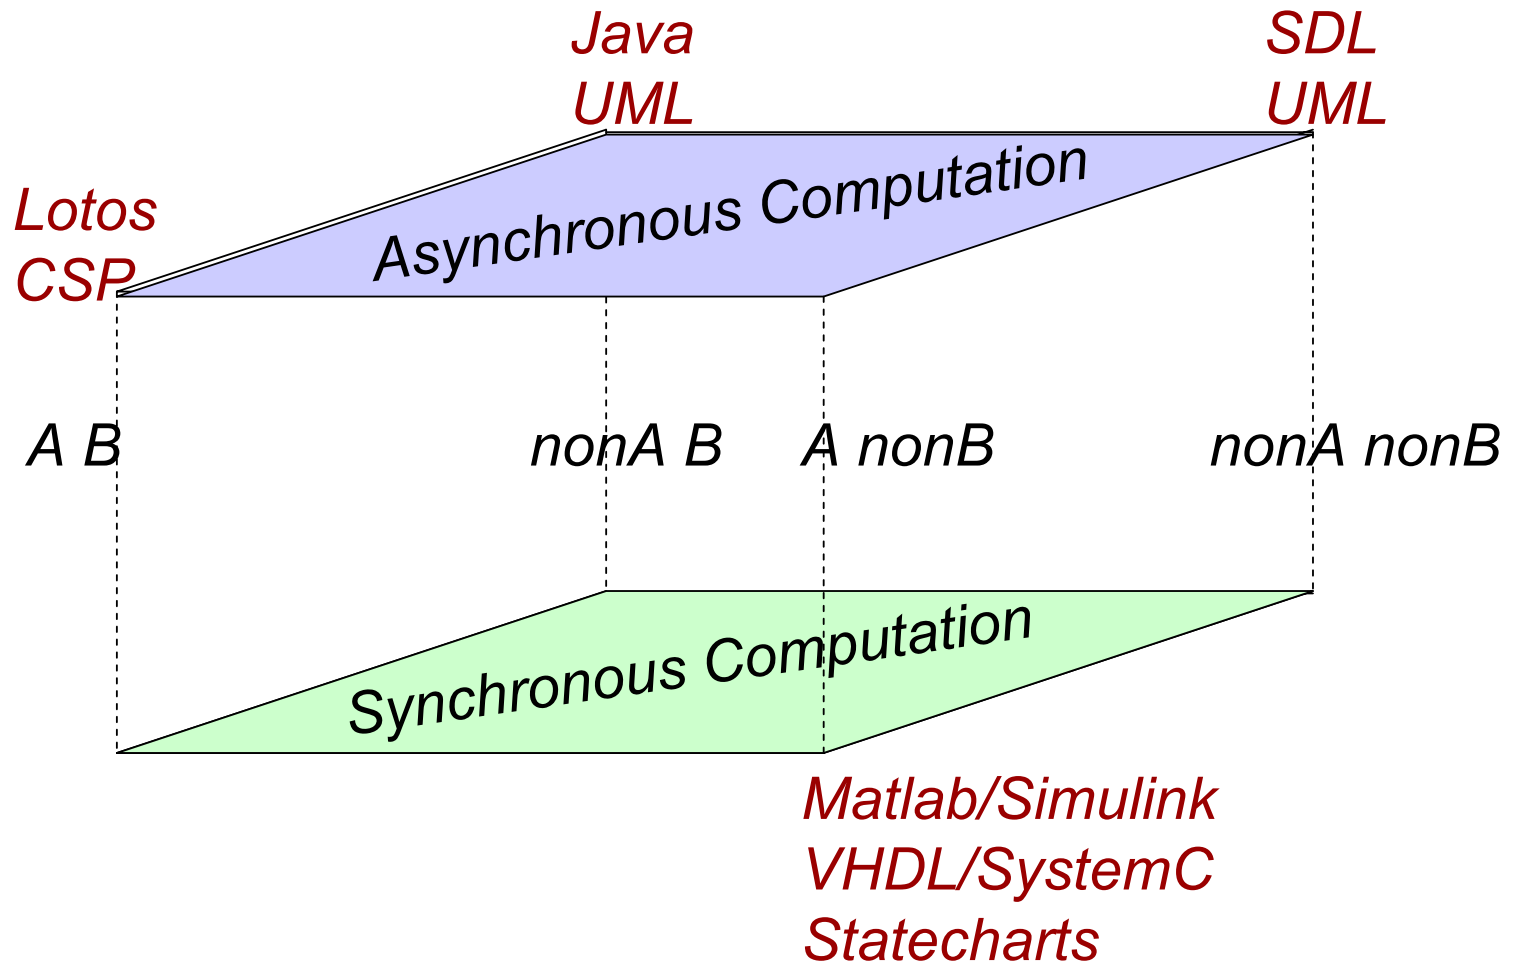 Java
UML
SDL
UML
Lotos
CSP
Asynchronous Computation
A B
nonA B
A nonB
nonA nonB
Synchronous Computation
Matlab/Simulink
VHDL/SystemC
Statecharts